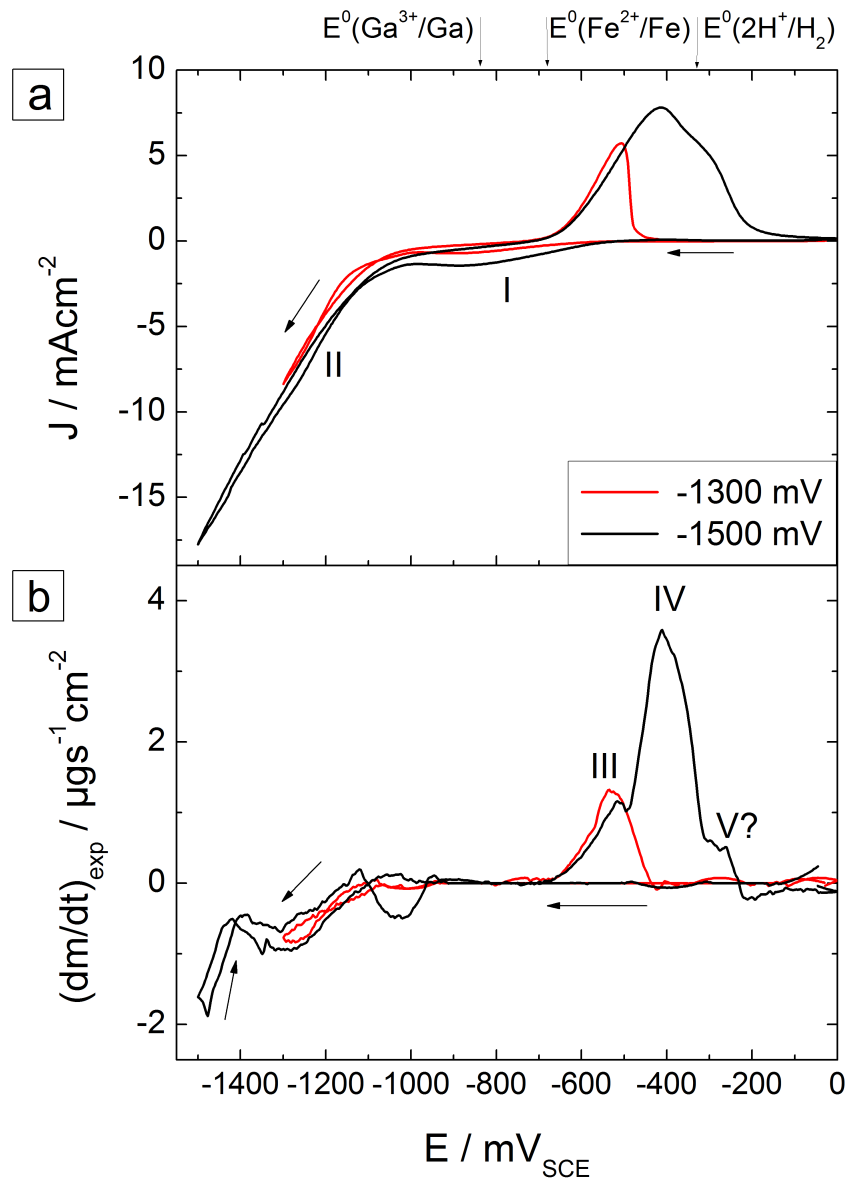 E⁰(Ga³⁺/Ga) E⁰(Fe²⁺/Fe) E⁰(2H⁺/H₂)
a
10
5
0
-5
-10
-15
J / mAcm⁻²
I
II
-1300 mV
-1500 mV
b
4
2
0
-2
(dm/dt)ₑₓₚ / µgs⁻¹cm⁻²
III
IV
V?
-1400 -1200 -1000 -800 -600 -400 -200 0
E / mV_SCE